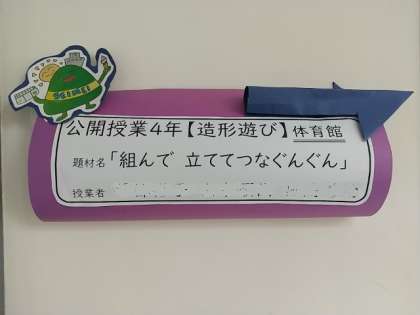 公開授業4年【造形遊び】体育館
題材名「組んで 立ててつなぐんぐん」
授業者